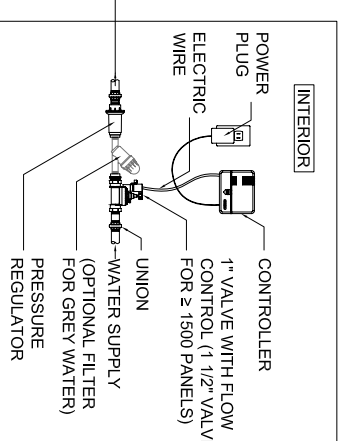 INTERIOR
POWER
PLUG
ELECTRIC
WIRE
CONTROLLER
1" VALVE WITH FLOW
CONTROL (1 1/2" VALV
FOR ≥ 1500 PANELS)
UNION
WATER SUPPLY
(OPTIONAL FILTER
FOR GREY WATER)
PRESSURE
REGULATOR